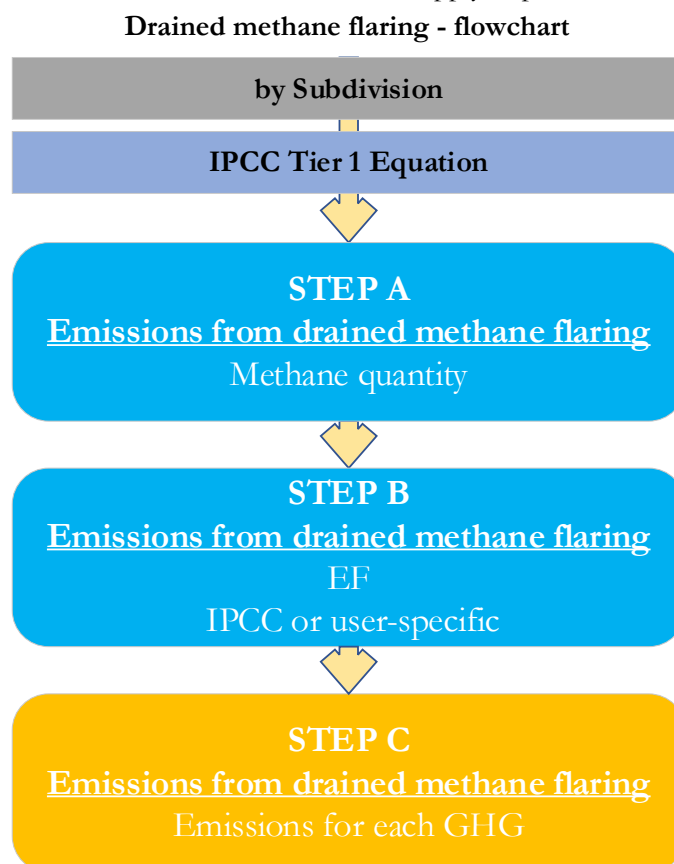 Drained methane flaring - flowchart
by Subdivision
IPCC Tier 1 Equation
STEP A
Emissions from drained methane flaring
Methane quantity
STEP B
Emissions from drained methane flaring
EF
IPCC or user-specific
STEP C
Emissions from drained methane flaring
Emissions for each GHG